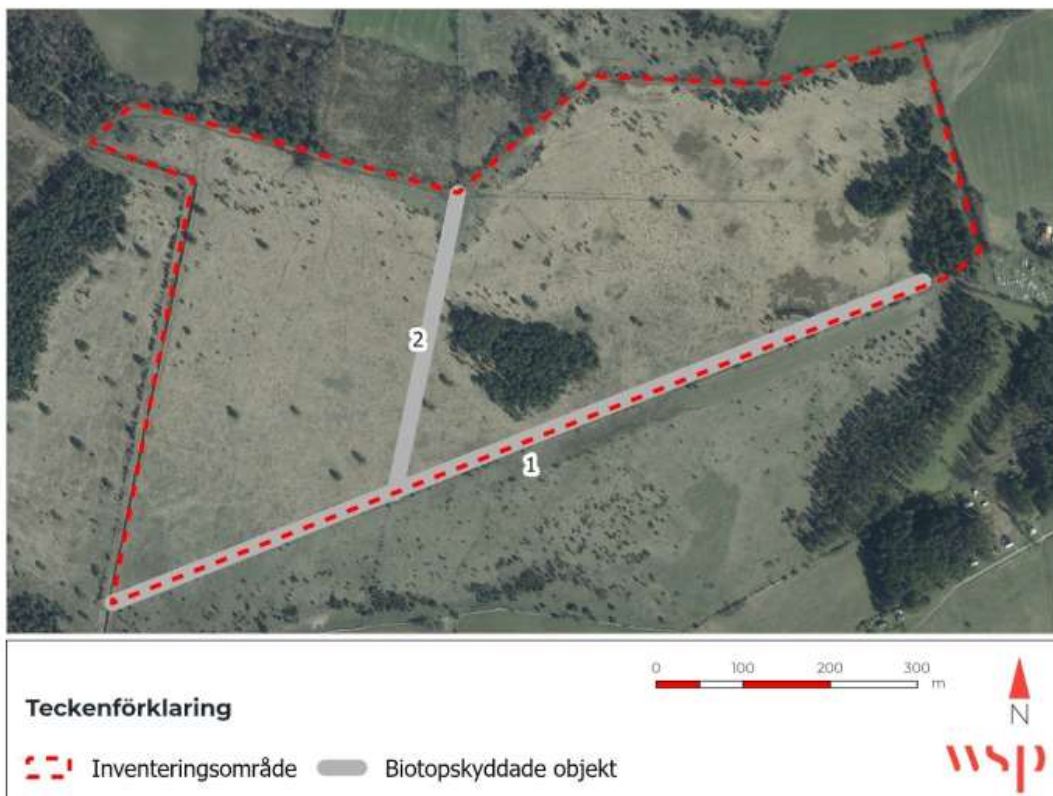 2
1
0 100 200 300
m
Teckenförklaring
N
Inventeringsområde Biotopskyddade objekt
wsp